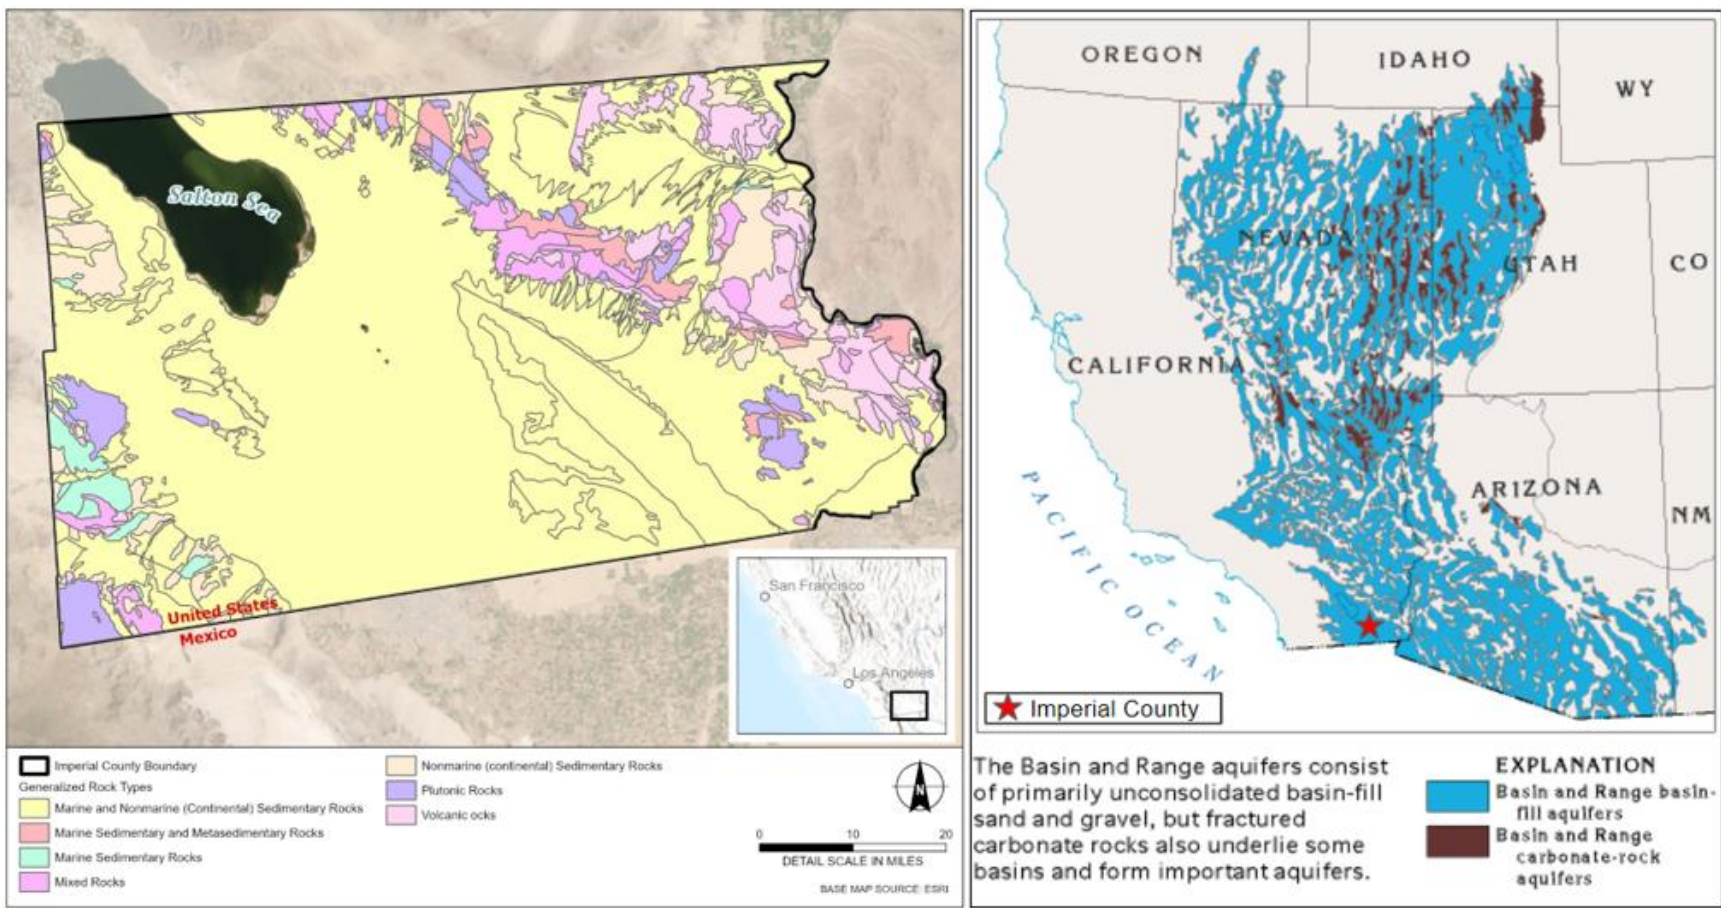 Salton Sea
United States
Mexico
San Francisco
Los Angeles
Imperial County Boundary
Generalized Rock Types
Marine and Nonmarine (Continental) Sedimentary Rocks
Marine Sedimentary and Metasedimentary Rocks
Marine Sedimentary Rocks
Mixed Rocks
Nonmarine (continental) Sedimentary Rocks
Plutonic Rocks
Volcanic ocks
N
0 10 20
DETAIL SCALE IN MILES
BASE MAP SOURCE: ESRI
OREGON
IDAHO
WY
NEVADA
UTAH
CO
CALIFORNIA
ARIZONA
NM
PACIFIC OCEAN
Imperial County
The Basin and Range aquifers consist
of primarily unconsolidated basin-fill
sand and gravel, but fractured
carbonate rocks also underlie some
basins and form important aquifers.
EXPLANATION
Basin and Range basin-
fill aquifers
Basin and Range
carbonate-rock
aquifers